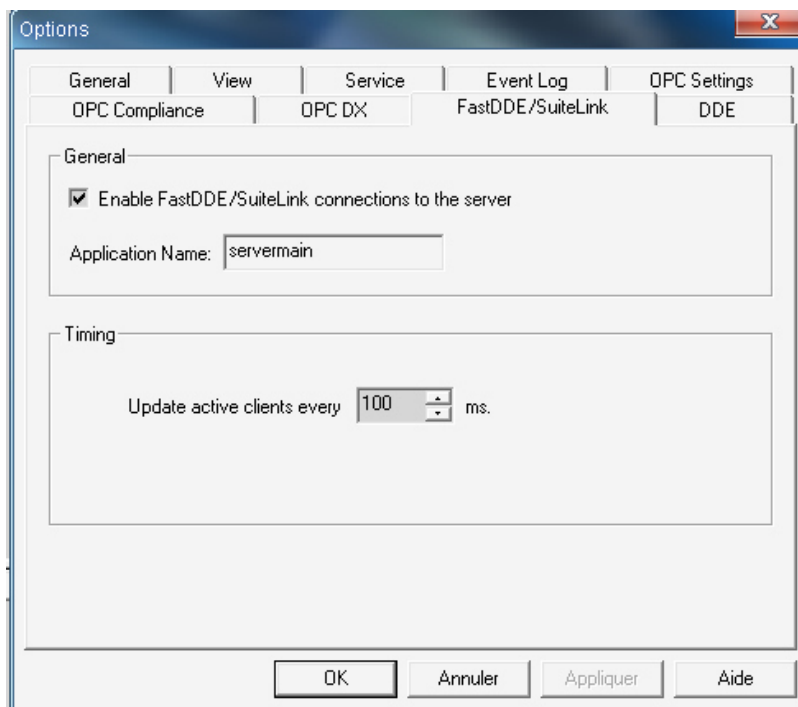 Options
General View Service Event Log OPC Settings
OPC Compliance OPC DX FastDDE/SuiteLink DDE
General
Enable FastDDE/SuiteLink connections to the server
Application Name: servermain
Timing
Update active clients every 100 ms.
OK Annuler Appliquer Aide